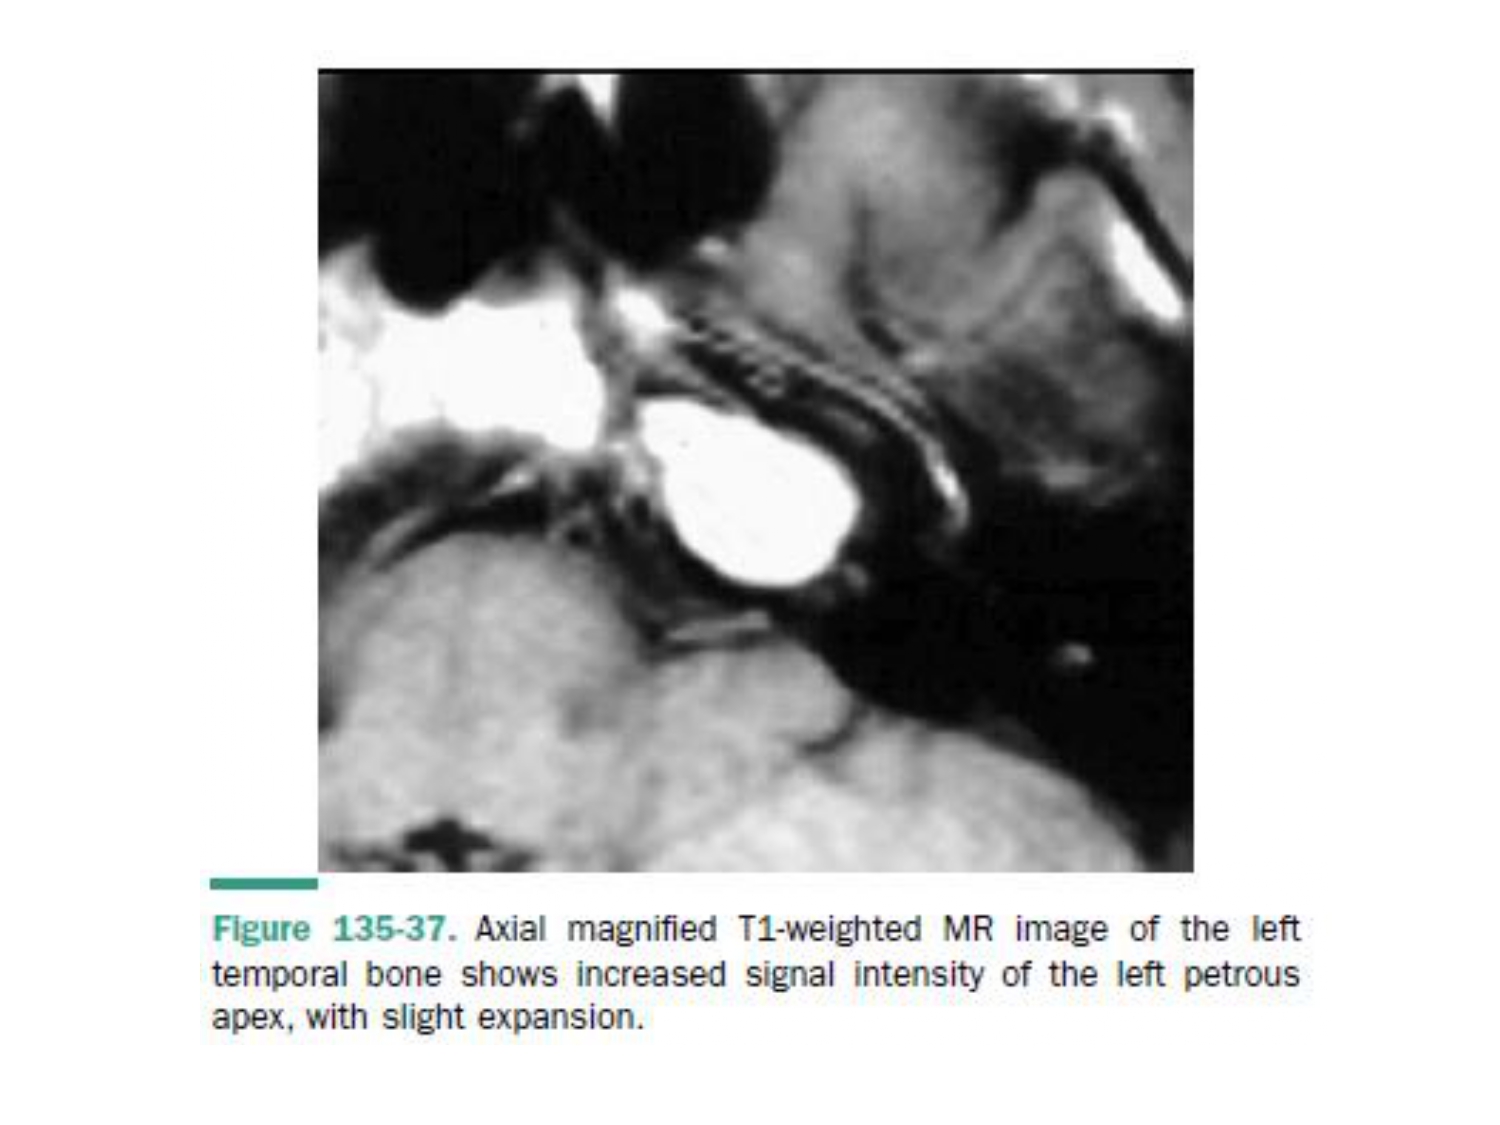 Figure 135-37. Axial magnified T1-weighted MR image of the left
temporal bone shows increased signal intensity of the left petrous
apex, with slight expansion.